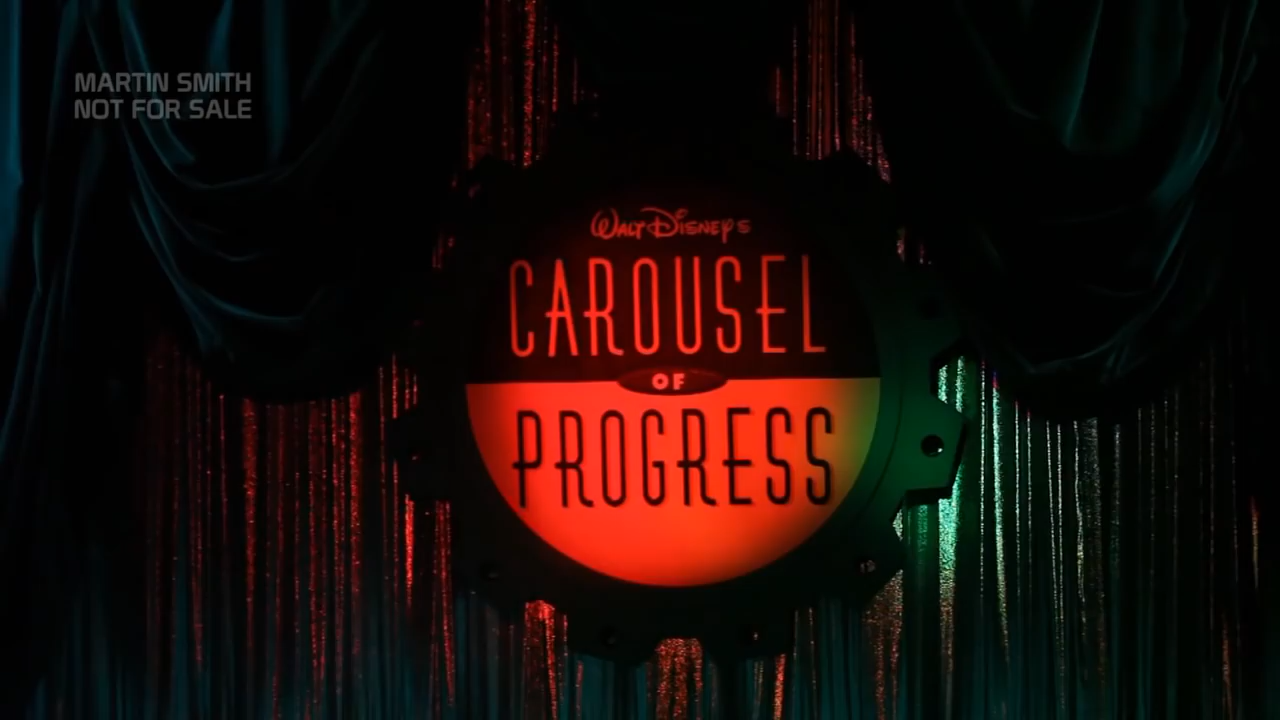 MARTIN SMITH
NOT FOR SALE
WALT DISNEY'S
CAROUSEL
OF
PROGRESS